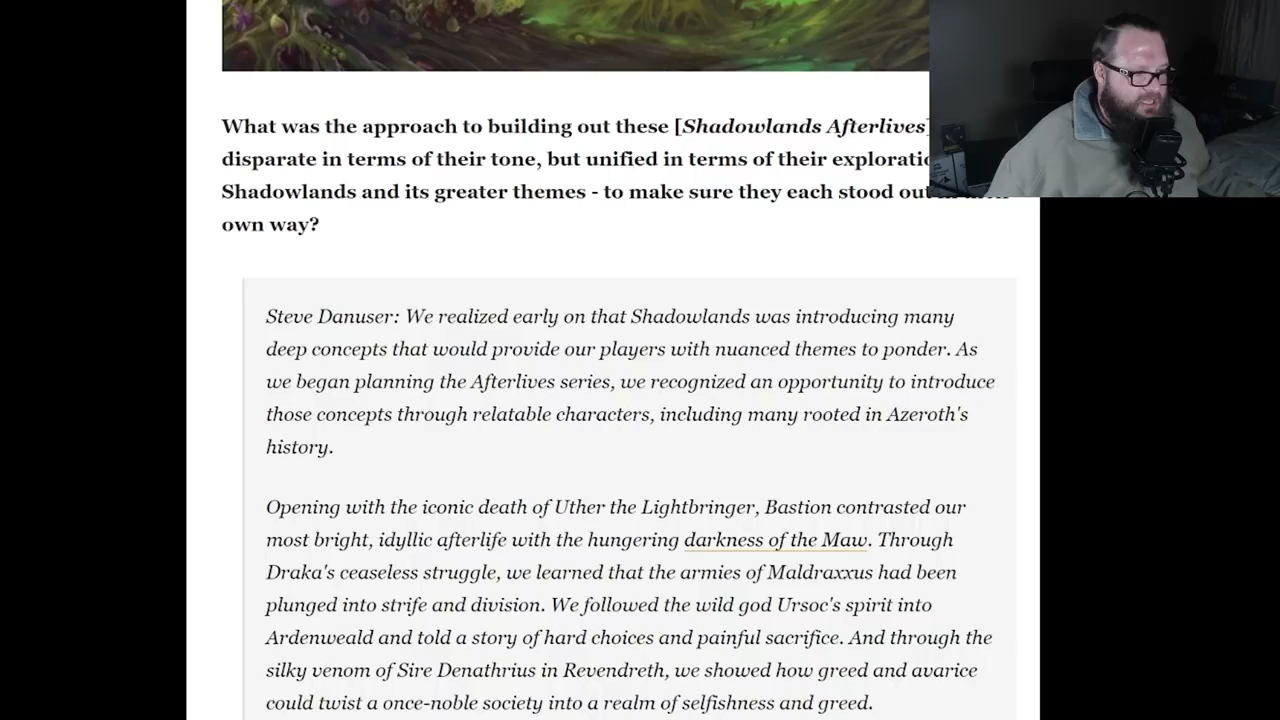 What was the approach to building out these [Shadowlands Afterlives]
disparate in terms of their tone, but unified in terms of their
Shadowlands and its greater themes - to make sure they each stood out
own way?
Steve Danuser: We realized early on that Shadowlands was introducing many
deep concepts that would provide our players with nuanced themes to ponder. As
we began planning the Afterlives series, we recognized an opportunity to introduce
those concepts through relatable characters, including many rooted in Azeroth's
history.
Opening with the iconic death of Uther the Lightbringer, Bastion contrasted our
most bright, idyllic afterlife with the hungering darkness of the Maw. Through
Draka's ceaseless struggle, we learned that the armies of Maldraxxus had been
plunged into strife and division. We followed the wild god Ursoc's spirit into
Ardenweald and told a story of hard choices and painful sacrifice. And through the
silky venom of Sire Denathrius in Revendreth, we showed how greed and avarice
could twist a once-noble society into a realm of selfishness and greed.